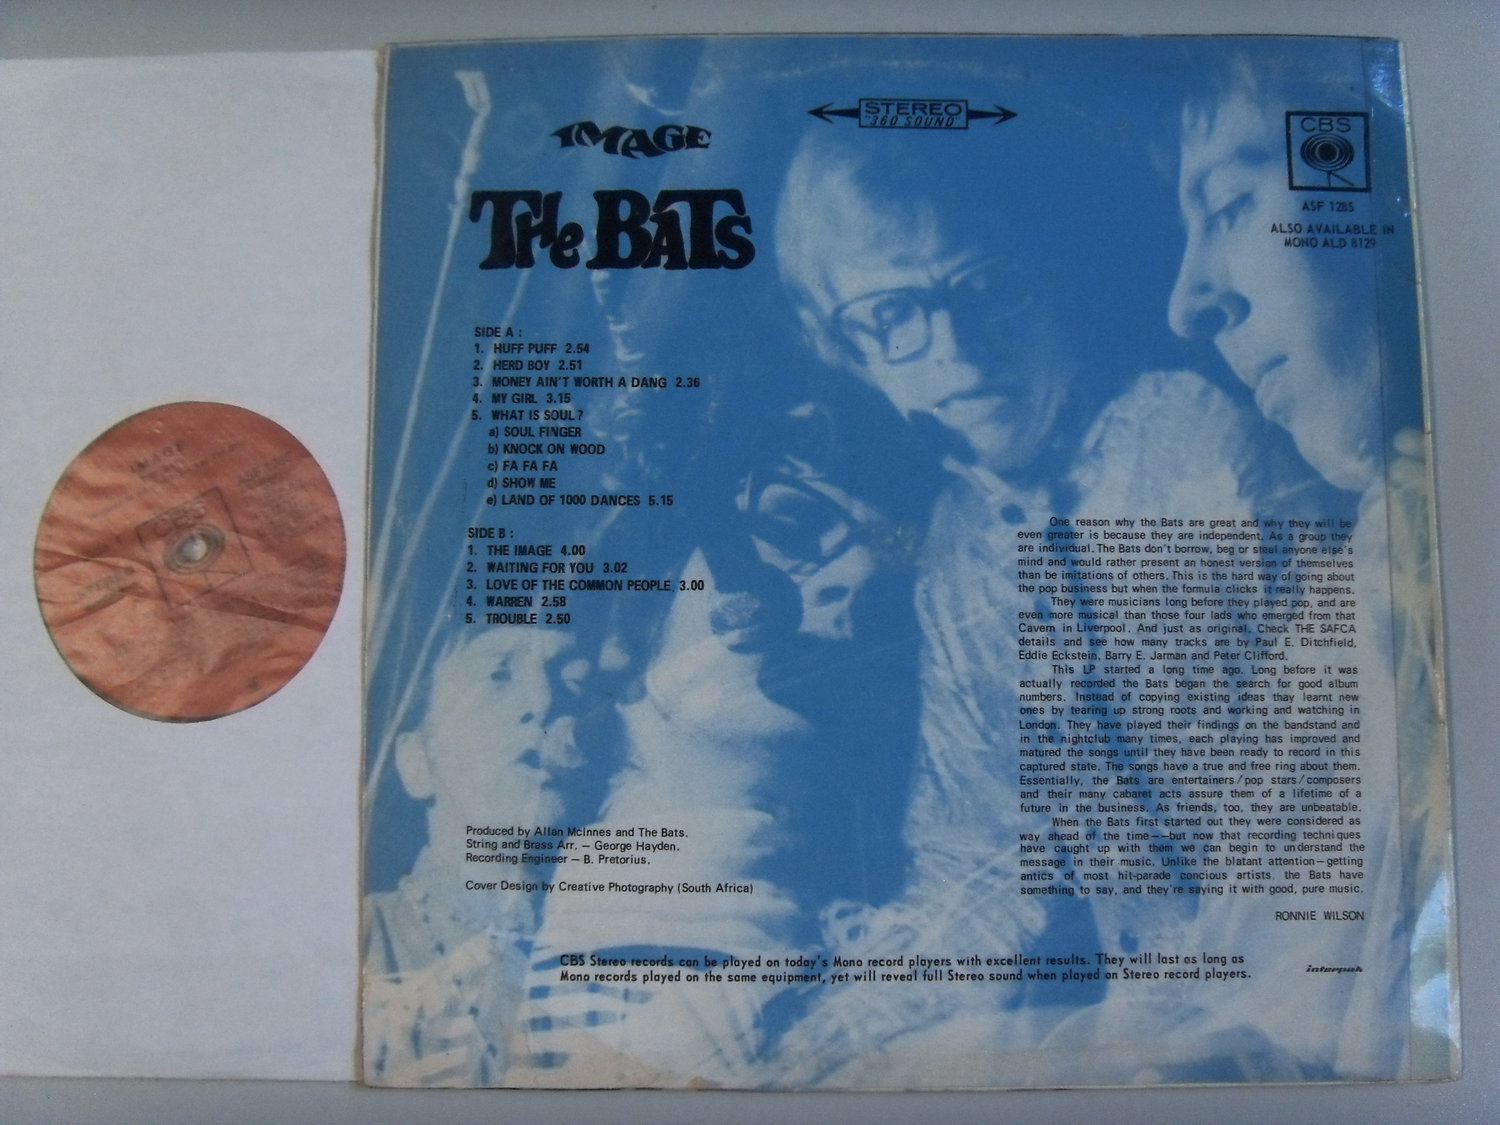 IMAGE
THE BATS
STEREO
"360 SOUND"
CBS
ASF 1285
ALSO AVAILABLE IN
MONO ALD 8129
SIDE A :
1. HUFF PUFF 2.54
2. HERD BOY 2.51
3. MONEY AIN'T WORTH A DANG 2.36
4. MY GIRL 3.15
5. WHAT IS SOUL?
a) SOUL FINGER
b) KNOCK ON WOOD
c) FA FA FA
d) SHOW ME
e) LAND OF 1000 DANCES 5.15
SIDE B :
1. THE IMAGE 4.00
2. WAITING FOR YOU 3.02
3. LOVE OF THE COMMON PEOPLE 3.00
4. WARREN 2.58
5. TROUBLE 2.50
One reason why the Bats are great and why they will be
even greater is because they are independent. As a group they
are individual. The Bats don't borrow, beg or steal anyone else's
mind and would rather present an honest version of themselves
than be imitations of others. This is the hard way of going about
the pop business but when the formula clicks it really happens.
They were musicians long before they played pop, and are
even more musical than those four lads who emerged from that
Cavern in Liverpool. And just as original. Check THE SAFCA
details and see how many tracks are by Paul E. Ditchfield,
Eddie Eckstein, Barry E. Jarman and Peter Clifford.
This LP started a long time ago. Long before it was
actually recorded the Bats began the search for good album
numbers. Instead of copying existing ideas thay learnt new
ones by tearing up strong roots and working and watching in
London. They have played their findings on the bandstand and
in the nightclub many times, each playing has improved and
matured the songs until they have been ready to record in this
captured state. The songs have a true and free ring about them.
Essentially, the Bats are entertainers/pop stars/composers
and their many cabaret acts assure them of a lifetime of a
future in the business. As friends, too, they are unbeatable.
When the Bats first started out they were considered as
way ahead of the time––but now that recording techniques
have caught up with them we can begin to understand the
message in their music. Unlike the blatant attention–getting
antics of most hit-parade concious artists. the Bats have
something to say, and they're saying it with good, pure music.
RONNIE WILSON
Produced by Allan McInnes and The Bats.
String and Brass Arr. – George Hayden.
Recording Engineer – B. Pretorius.
Cover Design by Creative Photography (South Africa)
CBS Stereo records can be played on today's Mono record players with excellent results. They will last as long as
Mono records played on the same equipment, yet will reveal full Stereo sound when played on Stereo record players.
interpak
IMAGE
CBS